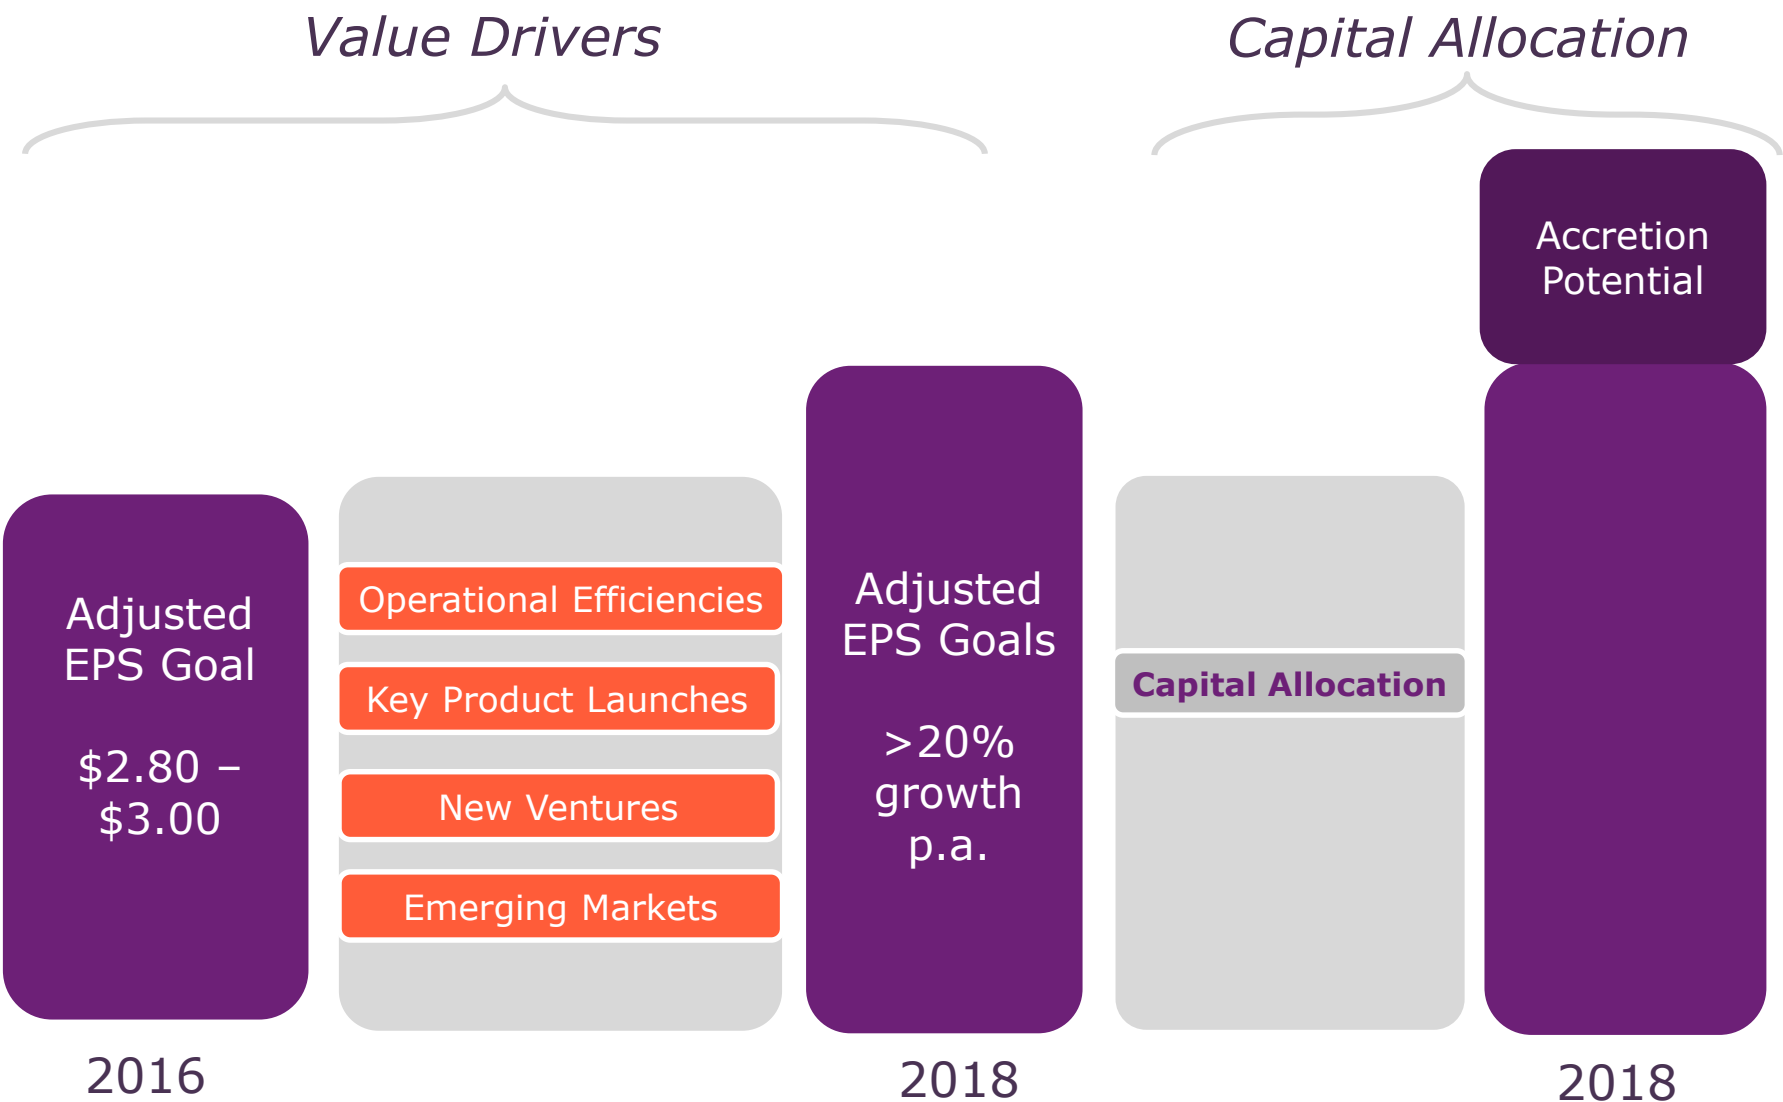 Value Drivers
Capital Allocation
Accretion
Potential
Adjusted
EPS Goal
$2.80 –
$3.00
Operational Efficiencies
Key Product Launches
New Ventures
Emerging Markets
Adjusted
EPS Goals
>20%
growth
p.a.
Capital Allocation
2016
2018
2018